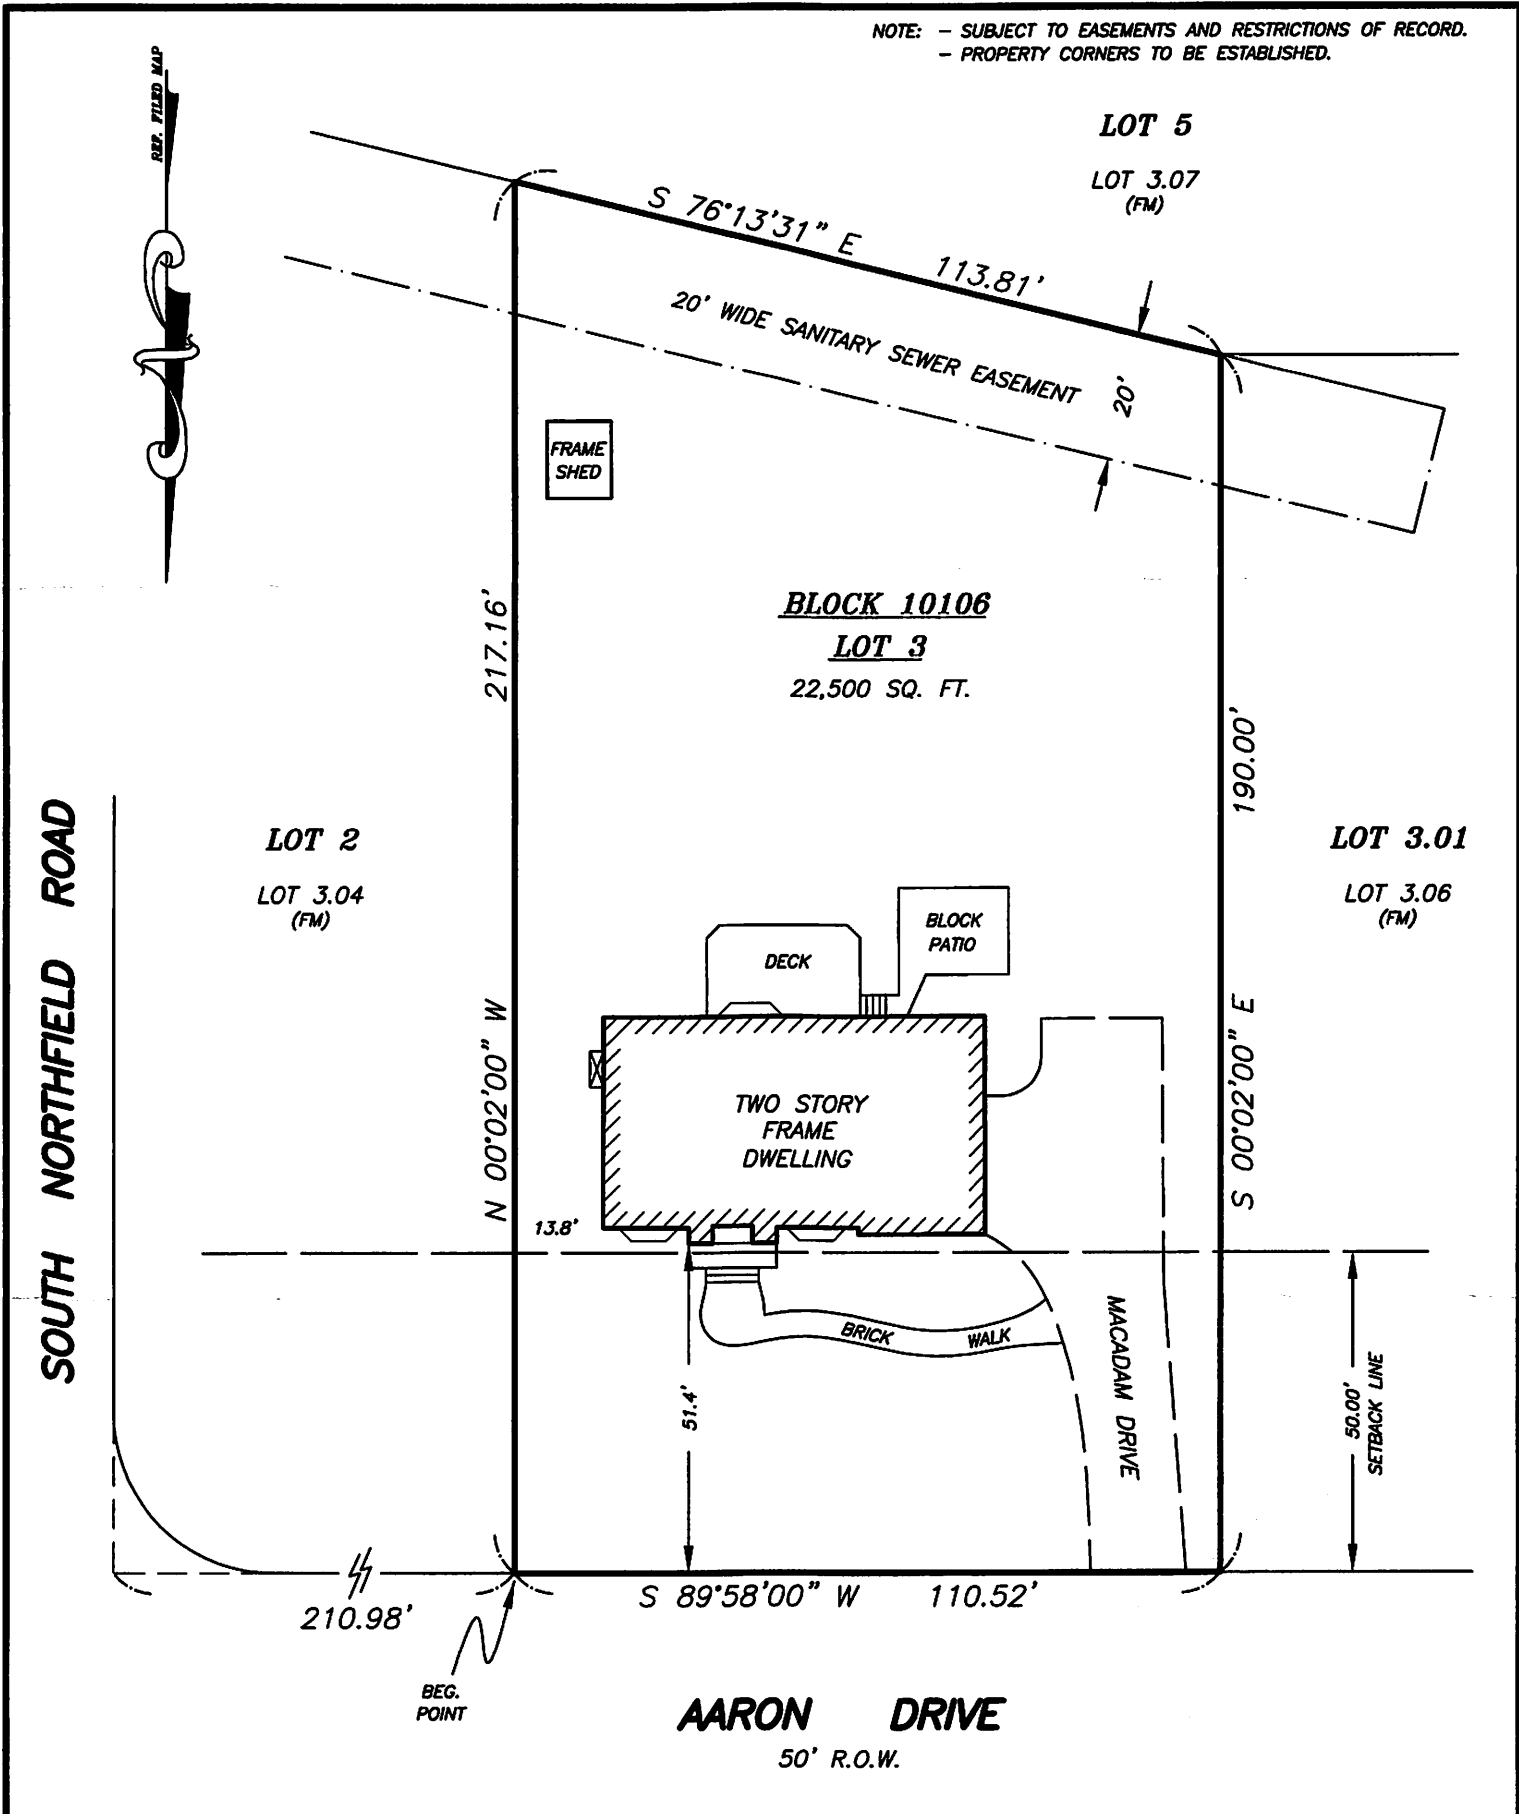 NOTE: – SUBJECT TO EASEMENTS AND RESTRICTIONS OF RECORD.
– PROPERTY CORNERS TO BE ESTABLISHED.
REF. FILED MAP
LOT 5
LOT 3.07
(FM)
S 76°13'31" E 113.81'
20' WIDE SANITARY SEWER EASEMENT
20'
FRAME
SHED
217.16'
N 00°02'00" W
BLOCK 10106
LOT 3
22,500 SQ. FT.
190.00'
S 00°02'00" E
SOUTH NORTHFIELD ROAD
LOT 2
LOT 3.04
(FM)
LOT 3.01
LOT 3.06
(FM)
DECK
BLOCK
PATIO
TWO STORY
FRAME
DWELLING
13.8'
BRICK WALK
MACADAM DRIVE
51.4'
50.00'
SETBACK LINE
210.98'
S 89°58'00" W 110.52'
BEG.
POINT
AARON DRIVE
50' R.O.W.